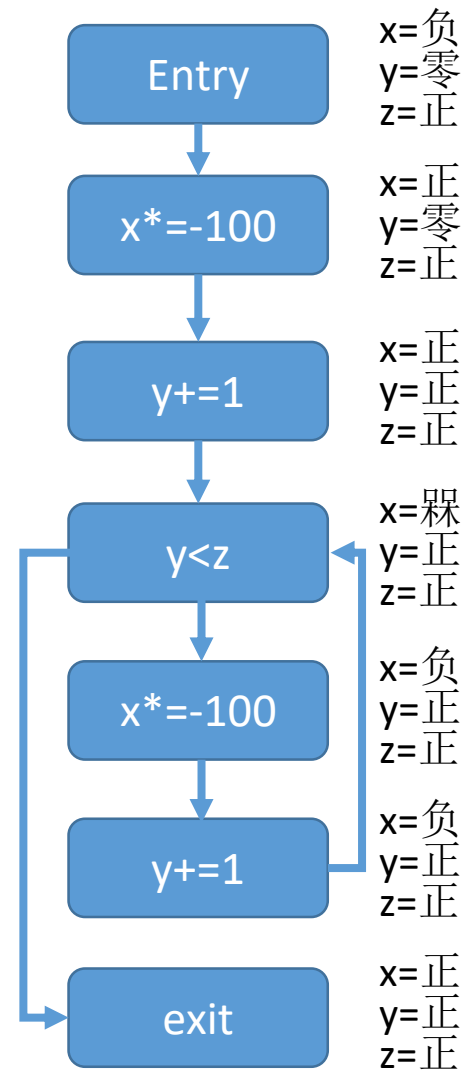 Entry
x=负
y=零
z=正
x*=-100
x=正
y=零
z=正
y+=1
x=正
y=正
z=正
y<z
x=槑
y=正
z=正
x*=-100
x=负
y=正
z=正
y+=1
x=负
y=正
z=正
exit
x=正
y=正
z=正